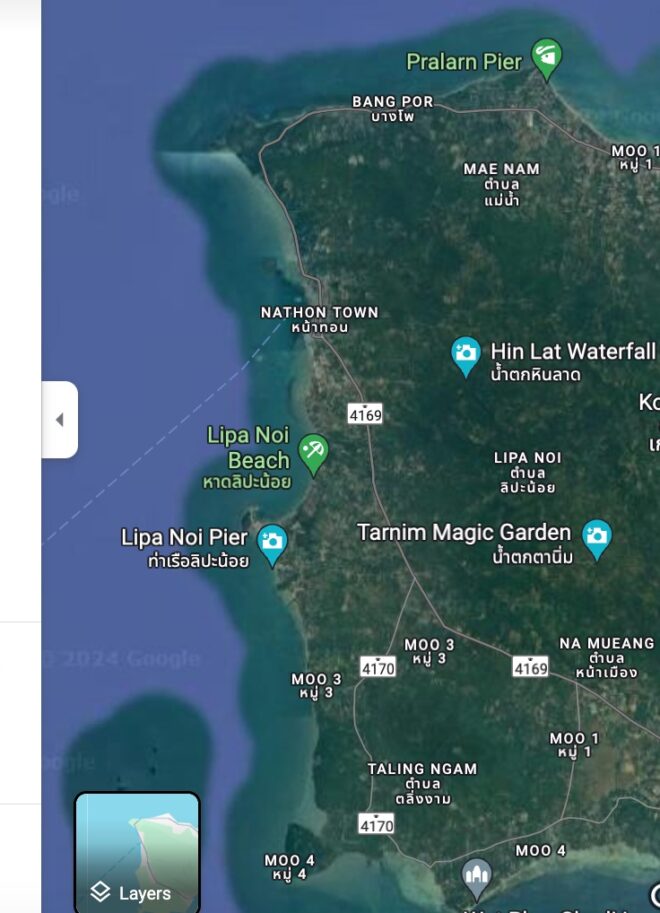 Pralarn Pier
BANG POR
บางโพ
MOO 1
หมู่ 1
MAE NAM
ตำบล
แม่น้ำ
NATHON TOWN
หน้าทอน
Hin Lat Waterfall
น้ำตกหินลาด
Ko
เก
4169
Lipa Noi
Beach
หาดลิปะน้อย
LIPA NOI
ตำบล
ลิปะน้อย
Lipa Noi Pier
ท่าเรือลิปะน้อย
Tarnim Magic Garden
น้ำตกตานิ่ม
© 2024 Google
MOO 3
หมู่ 3
4170
4169
NA MUEANG
ตำบล
หน้าเมือง
MOO 3
หมู่ 3
MOO 1
หมู่ 1
TALING NGAM
ตำบล
ตลิ่งงาม
4170
MOO 4
หมู่ 4
MOO 4
Layers